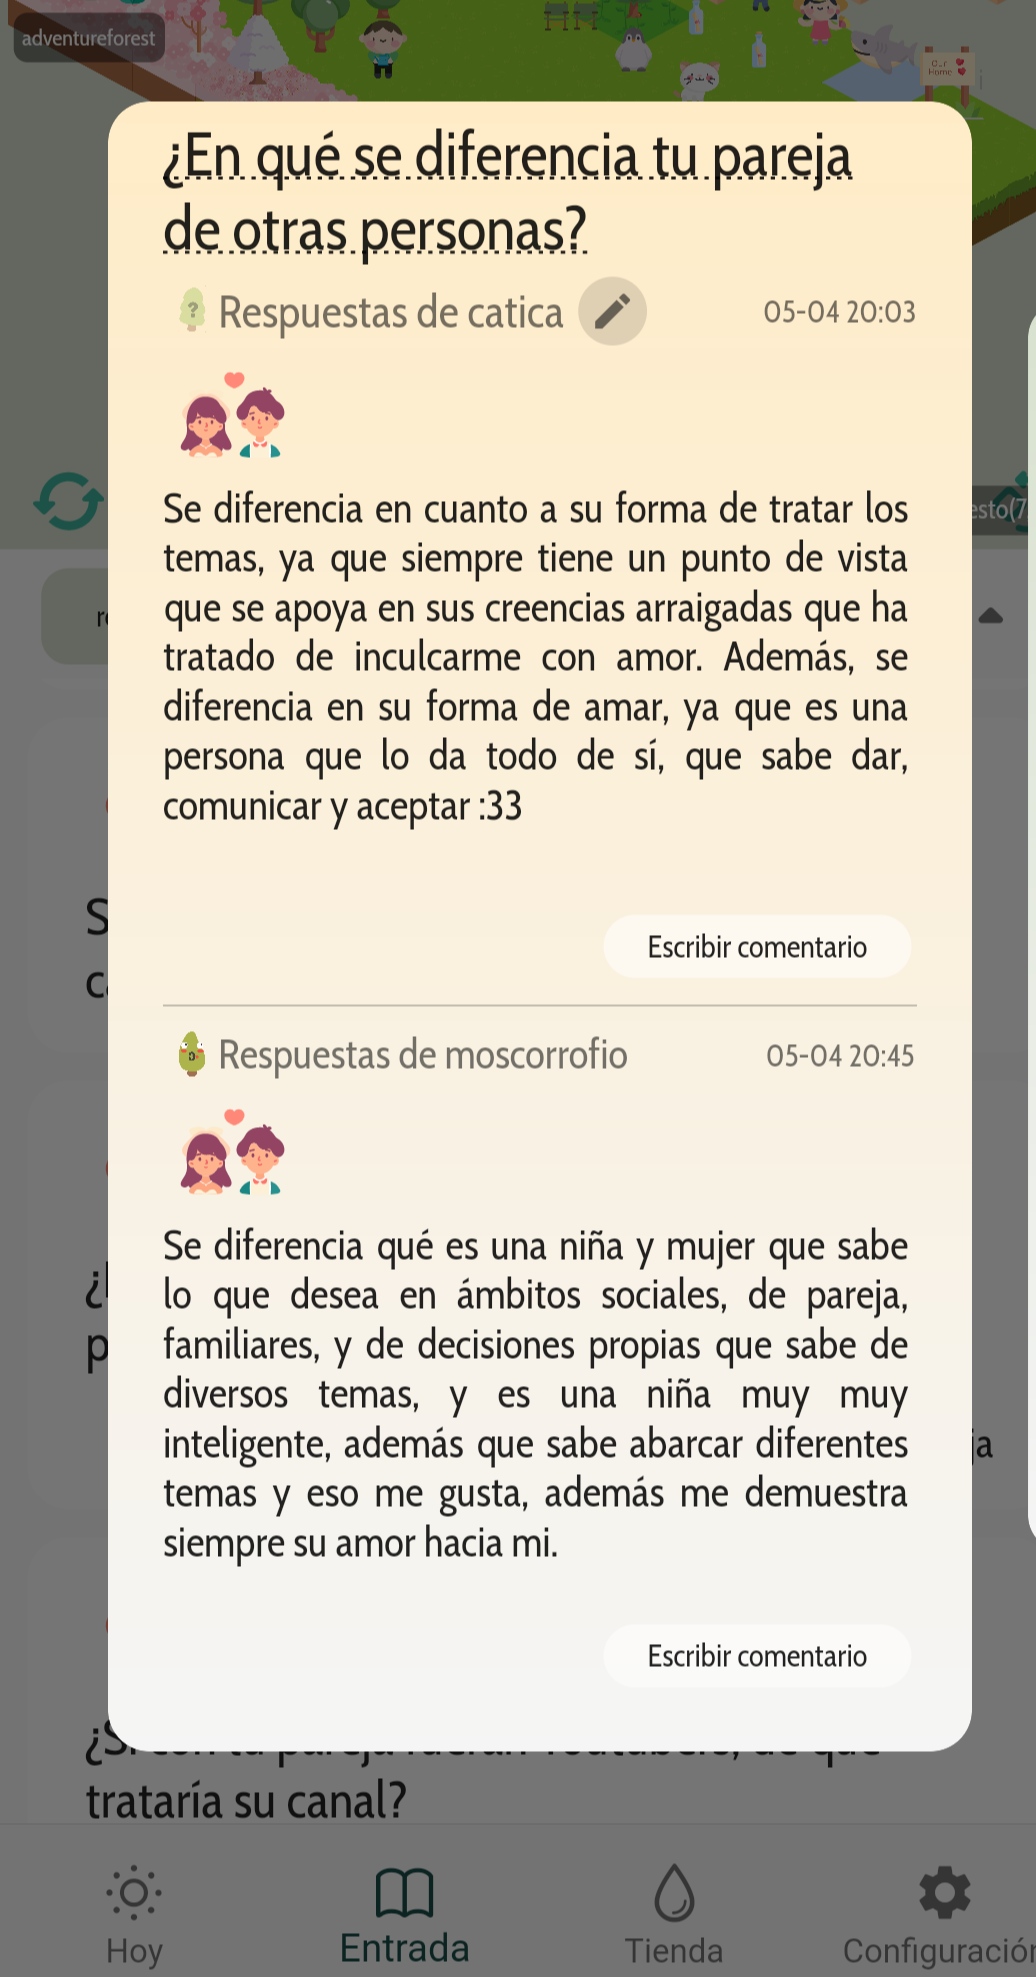 adventureforest
Our
Home
¿En qué se diferencia tu pareja
de otras personas?
Respuestas de catica
05-04 20:03
Se diferencia en cuanto a su forma de tratar los
temas, ya que siempre tiene un punto de vista
que se apoya en sus creencias arraigadas que ha
tratado de inculcarme con amor. Además, se
diferencia en su forma de amar, ya que es una
persona que lo da todo de sí, que sabe dar,
comunicar y aceptar :33
Escribir comentario
Respuestas de moscorrofio
05-04 20:45
Se diferencia qué es una niña y mujer que sabe
lo que desea en ámbitos sociales, de pareja,
familiares, y de decisiones propias que sabe de
diversos temas, y es una niña muy muy
inteligente, además que sabe abarcar diferentes
temas y eso me gusta, además me demuestra
siempre su amor hacia mi.
Escribir comentario
trataría su canal?
Hoy
Entrada
Tienda
Configuración